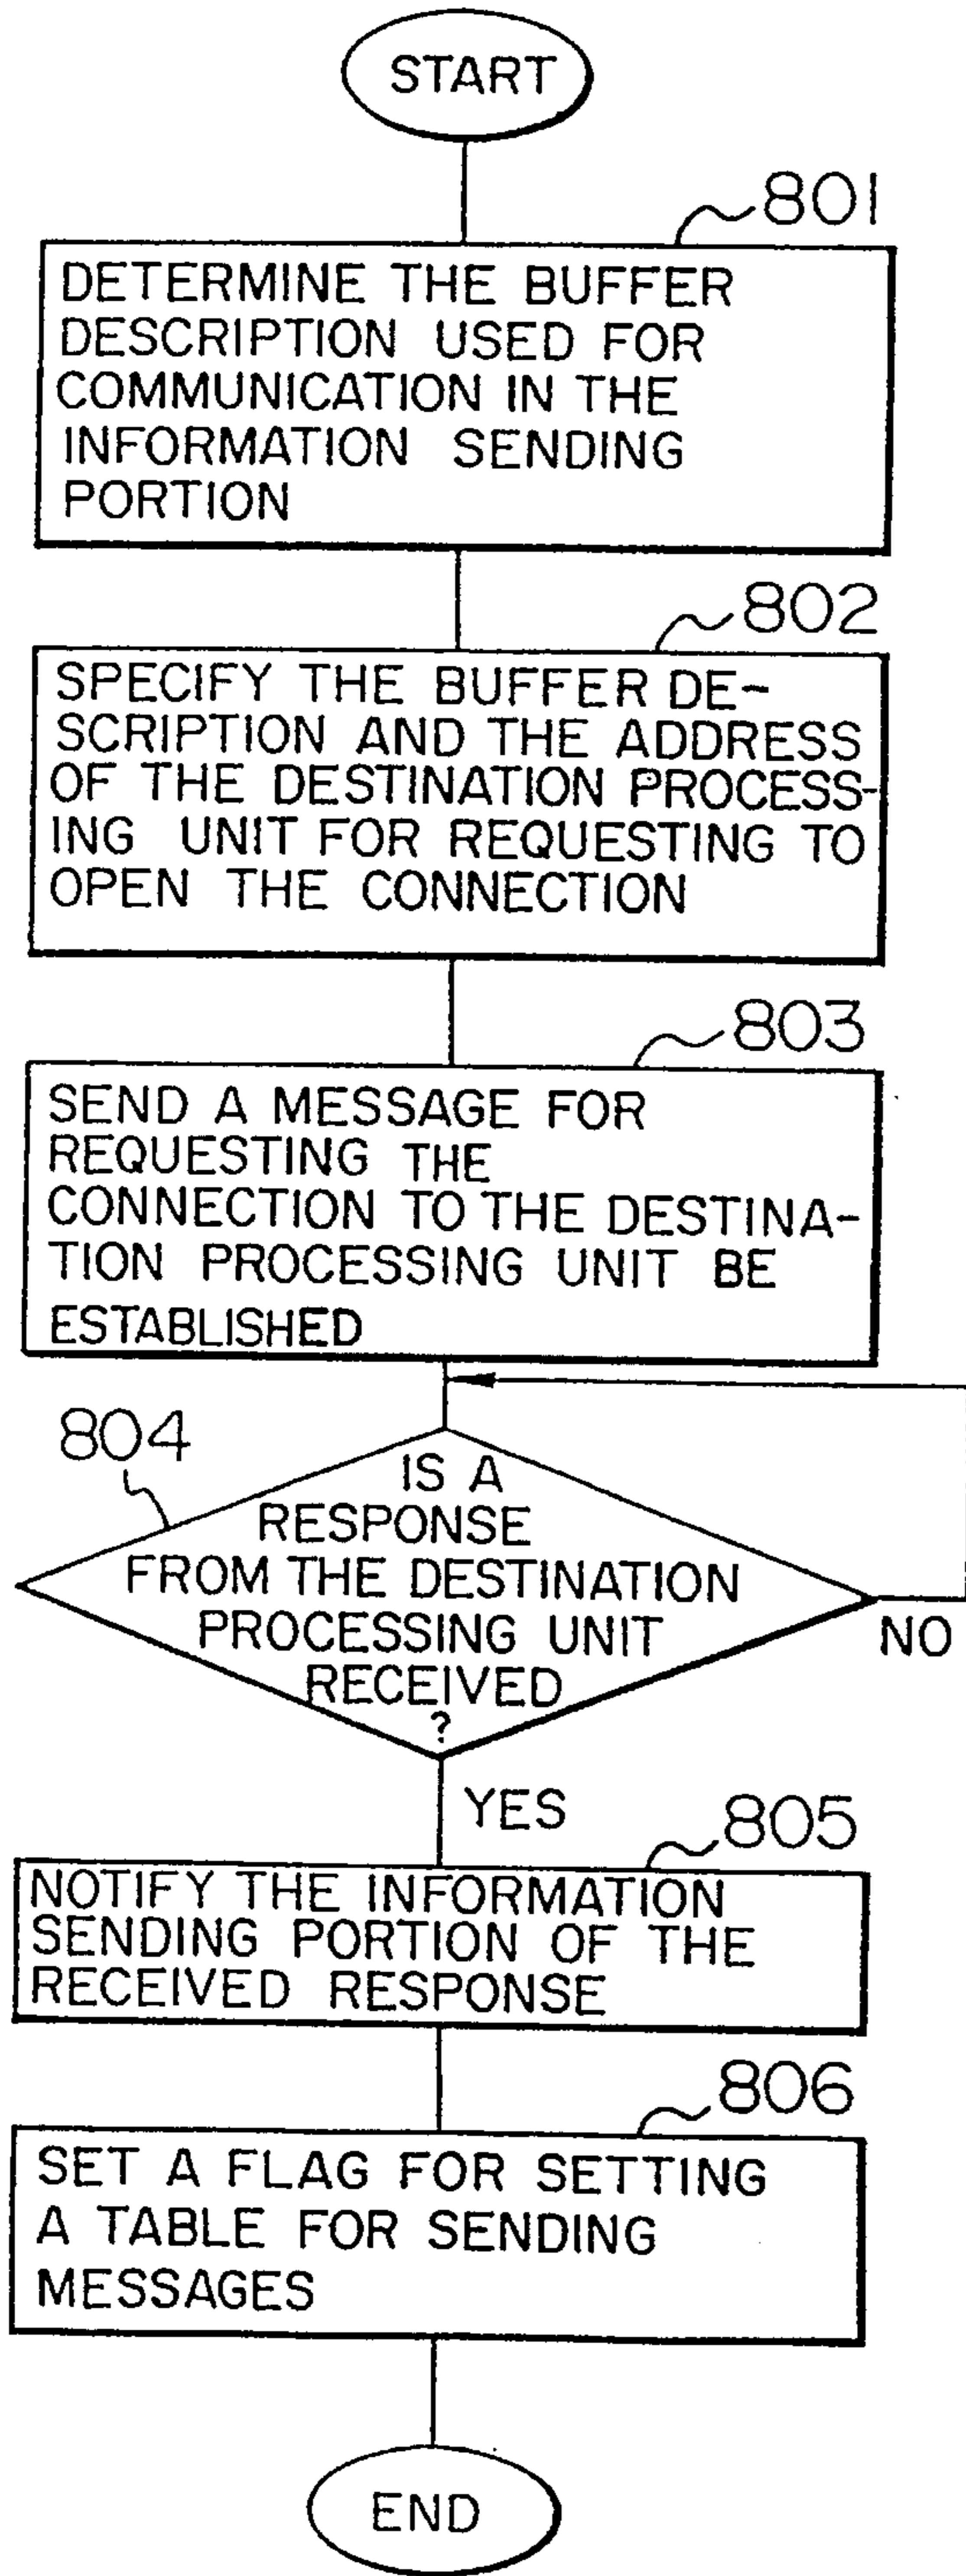 START
801
DETERMINE THE BUFFER
DESCRIPTION USED FOR
COMMUNICATION IN THE
INFORMATION SENDING
PORTION
802
SPECIFY THE BUFFER DE-
SCRIPTION AND THE ADDRESS
OF THE DESTINATION PROCESS-
ING UNIT FOR REQUESTING TO
OPEN THE CONNECTION
803
SEND A MESSAGE FOR
REQUESTING THE
CONNECTION TO THE DESTINA-
TION PROCESSING UNIT BE
ESTABLISHED
804
IS A
RESPONSE
FROM THE DESTINATION
PROCESSING UNIT
RECEIVED
?
NO
YES
805
NOTIFY THE INFORMATION
SENDING PORTION OF THE
RECEIVED RESPONSE
806
SET A FLAG FOR SETTING
A TABLE FOR SENDING
MESSAGES
END